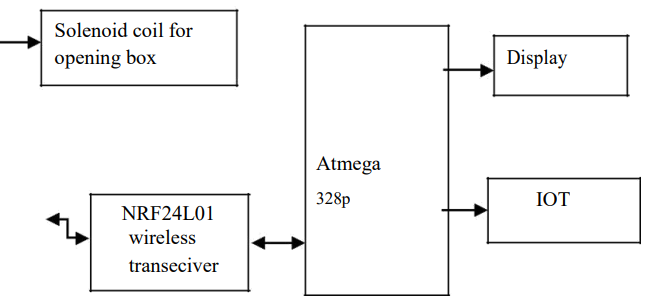 Solenoid coil for
opening box
Display
Atmega
328p
IOT
NRF24L01
wireless
transeciver